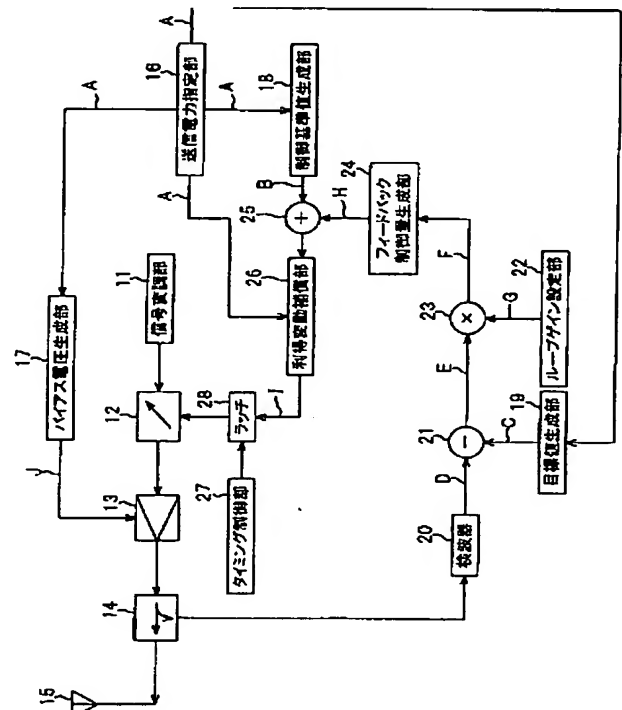 A
16
送信電力指定部
A
A
A
18
制御基準値生成部
B
25
+
H
24
フィードバック
制御量生成部
17
バイアス電圧生成部
J
11
信号変調部
26
利得変動補償部
I
12
28
ラッチ
27
タイミング制御部
13
14
15
F
23
×
G
22
ループゲイン設定部
E
21
-
C
19
目標値生成部
D
20
検波器